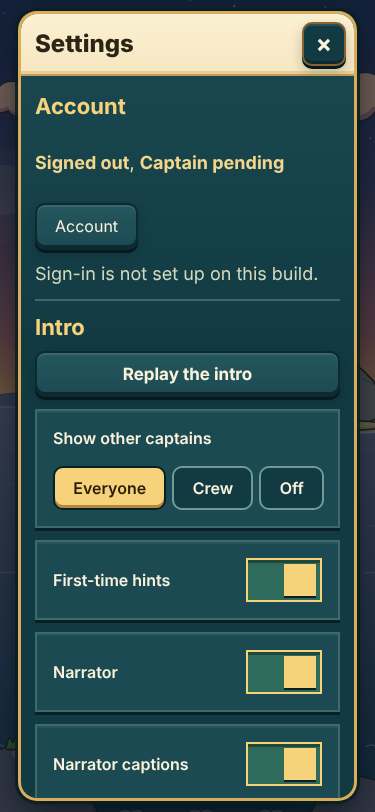 Settings
×
Account
Signed out, Captain pending
Account
Sign-in is not set up on this build.
Intro
Replay the intro
Show other captains
Everyone
Crew
Off
First-time hints
Narrator
Narrator captions